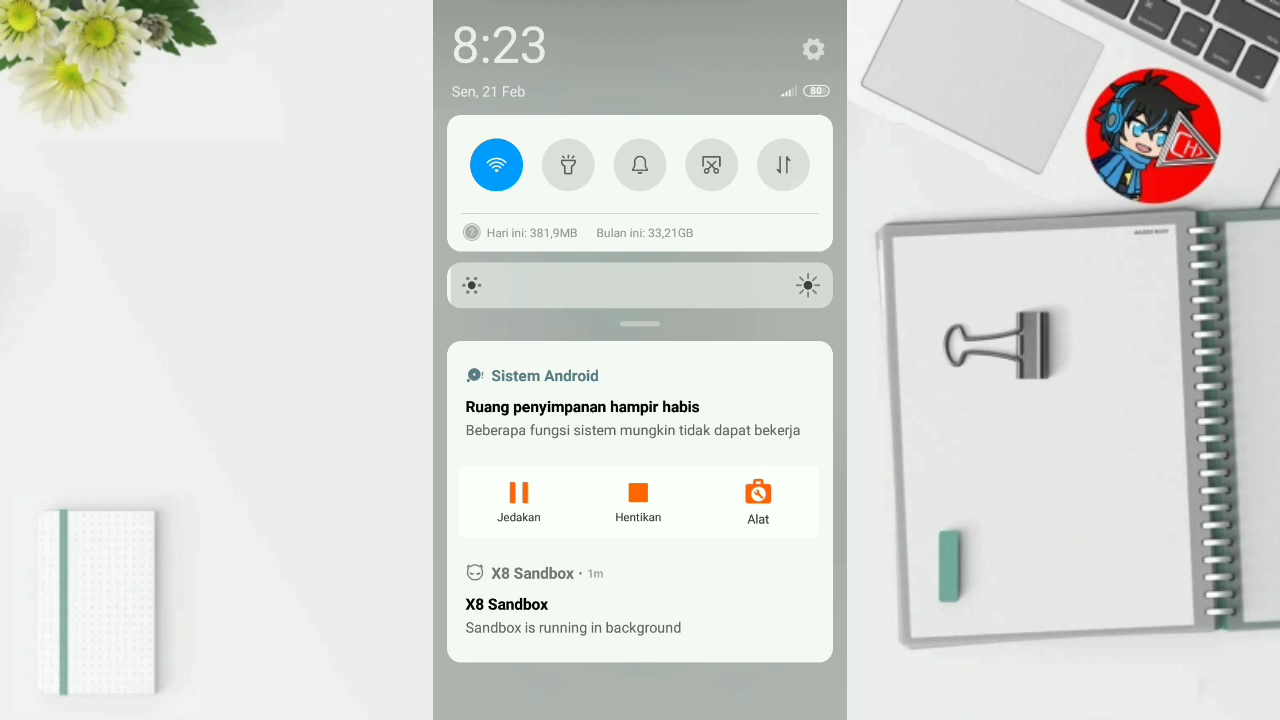 8:23
Sen, 21 Feb
80
Hari ini: 381,9MB Bulan ini: 33,21GB
Sistem Android
Ruang penyimpanan hampir habis
Beberapa fungsi sistem mungkin tidak dapat bekerja
Jedakan Hentikan Alat
X8 Sandbox • 1m
X8 Sandbox
Sandbox is running in background